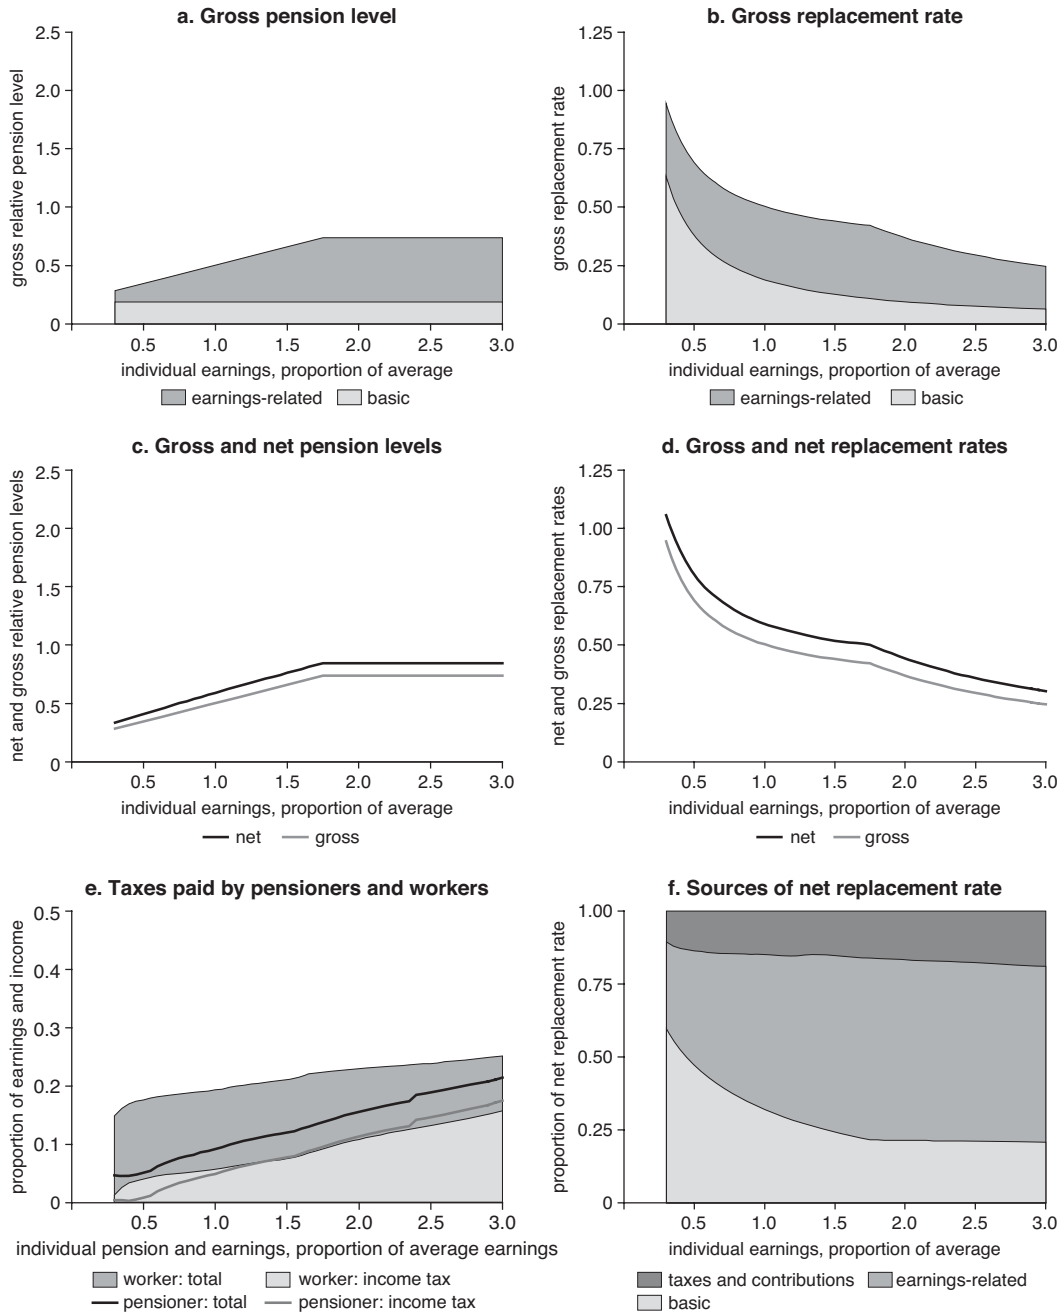 a. Gross pension level
gross relative pension level
2.5
2.0
1.5
1.0
0.5
0
0.5 1.0 1.5 2.0 2.5 3.0
individual earnings, proportion of average
earnings-related basic
b. Gross replacement rate
gross replacement rate
1.25
1.00
0.75
0.50
0.25
0
0.5 1.0 1.5 2.0 2.5 3.0
individual earnings, proportion of average
earnings-related basic
c. Gross and net pension levels
net and gross relative pension levels
2.5
2.0
1.5
1.0
0.5
0
0.5 1.0 1.5 2.0 2.5 3.0
individual earnings, proportion of average
net gross
d. Gross and net replacement rates
net and gross replacement rates
1.25
1.00
0.75
0.50
0.25
0
0.5 1.0 1.5 2.0 2.5 3.0
individual earnings, proportion of average
net gross
e. Taxes paid by pensioners and workers
proportion of earnings and income
0.5
0.4
0.3
0.2
0.1
0
0.5 1.0 1.5 2.0 2.5 3.0
individual pension and earnings, proportion of average earnings
worker: total worker: income tax
pensioner: total pensioner: income tax
f. Sources of net replacement rate
proportion of net replacement rate
1.00
0.75
0.50
0.25
0
0.5 1.0 1.5 2.0 2.5 3.0
individual earnings, proportion of average
taxes and contributions earnings-related
basic